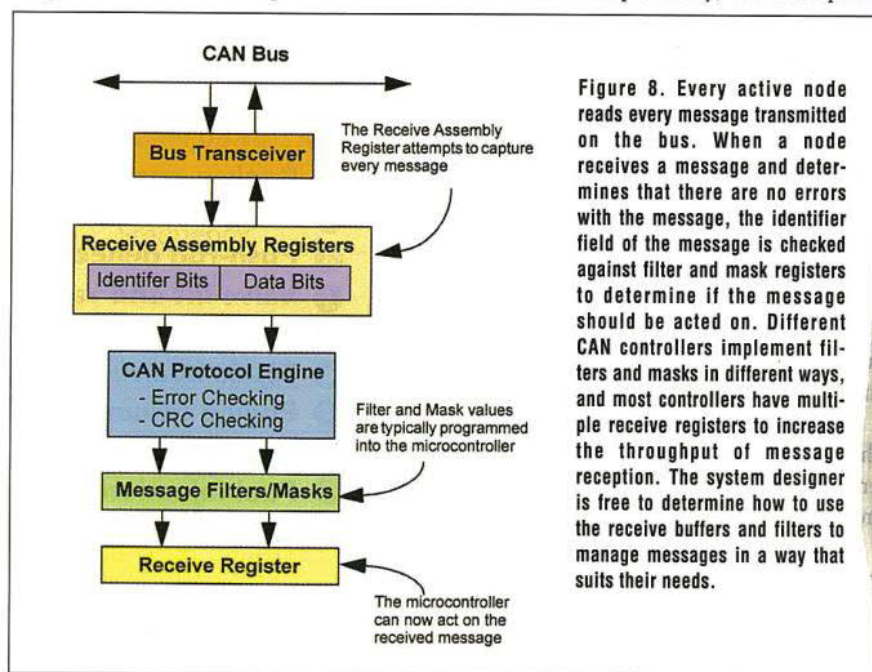 CAN Bus
Bus Transceiver
The Receive Assembly
Register attempts to capture
every message
Receive Assembly Registers
Identifer Bits
Data Bits
CAN Protocol Engine
- Error Checking
- CRC Checking
Filter and Mask values
are typically programmed
into the microcontroller
Message Filters/Masks
Receive Register
The microcontroller
can now act on the
received message
Figure 8. Every active node
reads every message transmitted
on the bus. When a node
receives a message and deter-
mines that there are no errors
with the message, the identifier
field of the message is checked
against filter and mask registers
to determine if the message
should be acted on. Different
CAN controllers implement fil-
ters and masks in different ways,
and most controllers have multi-
ple receive registers to increase
the throughput of message
reception. The system designer
is free to determine how to use
the receive buffers and filters to
manage messages in a way that
suits their needs.